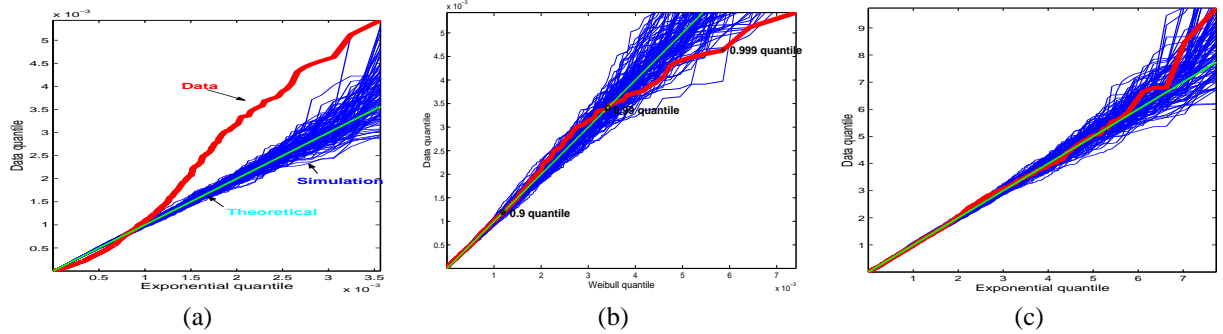 x 10⁻³
5
4.5
4
3.5
3
2.5
2
1.5
1
0.5
Data quantile
Data
Simulation
Theoretical
0.5 1 1.5 2 2.5 3 3.5
Exponential quantile
x 10⁻³
(a)
x 10⁻³
5
4.5
4
3.5
3
2.5
2
1.5
1
0.5
Data quantile
0.999 quantile
0.99 quantile
0.9 quantile
1 2 3 4 5 6 7
Weibull quantile
x 10⁻³
(b)
9
8
7
6
5
4
3
2
1
Data quantile
1 2 3 4 5 6 7
Exponential quantile
(c)